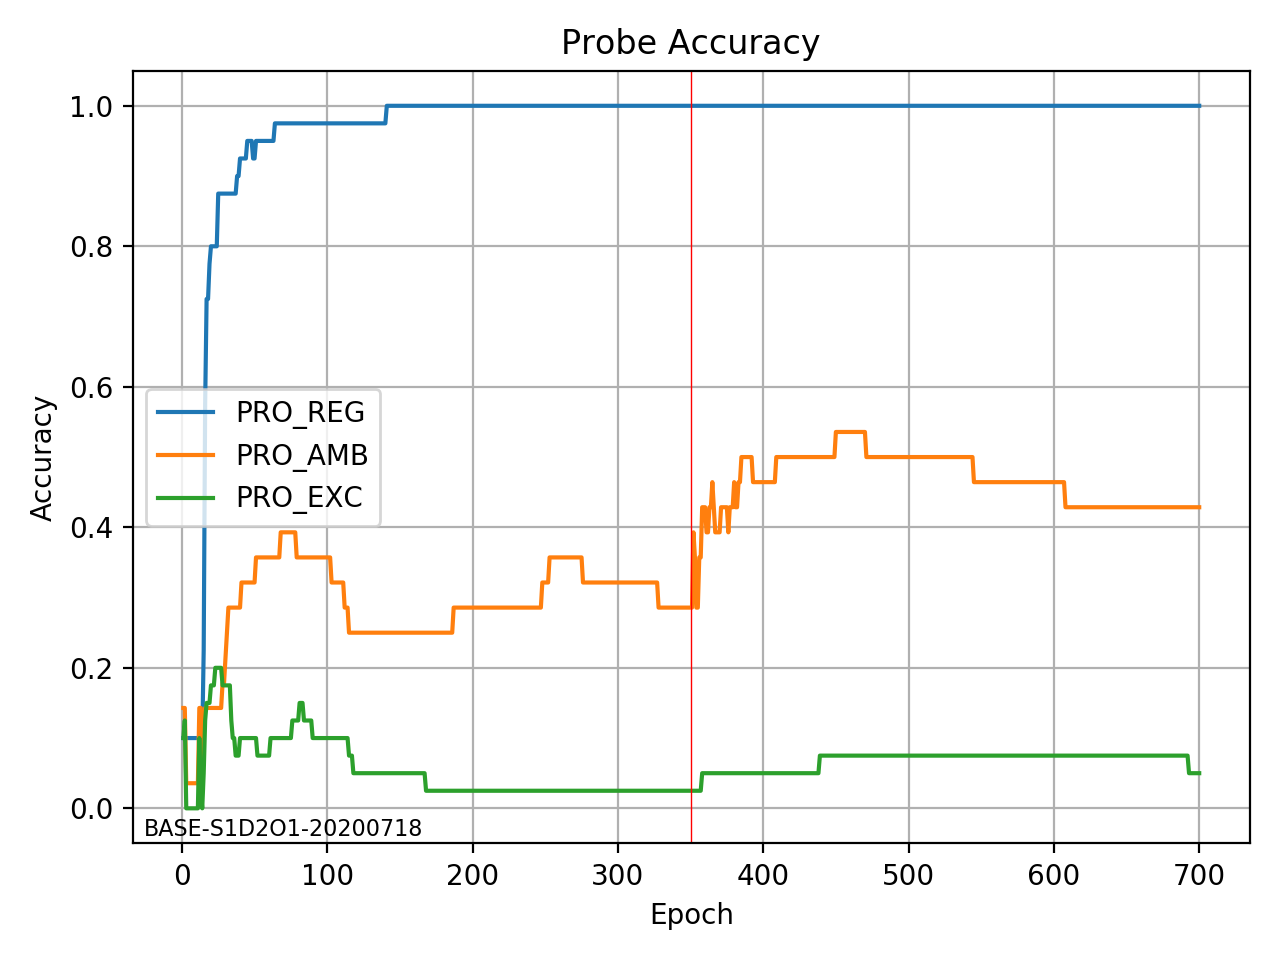 Probe Accuracy
1.0
0.8
0.6
0.4
0.2
0.0
Accuracy
PRO_REG
PRO_AMB
PRO_EXC
BASE-S1D2O1-20200718
0 100 200 300 400 500 600 700
Epoch